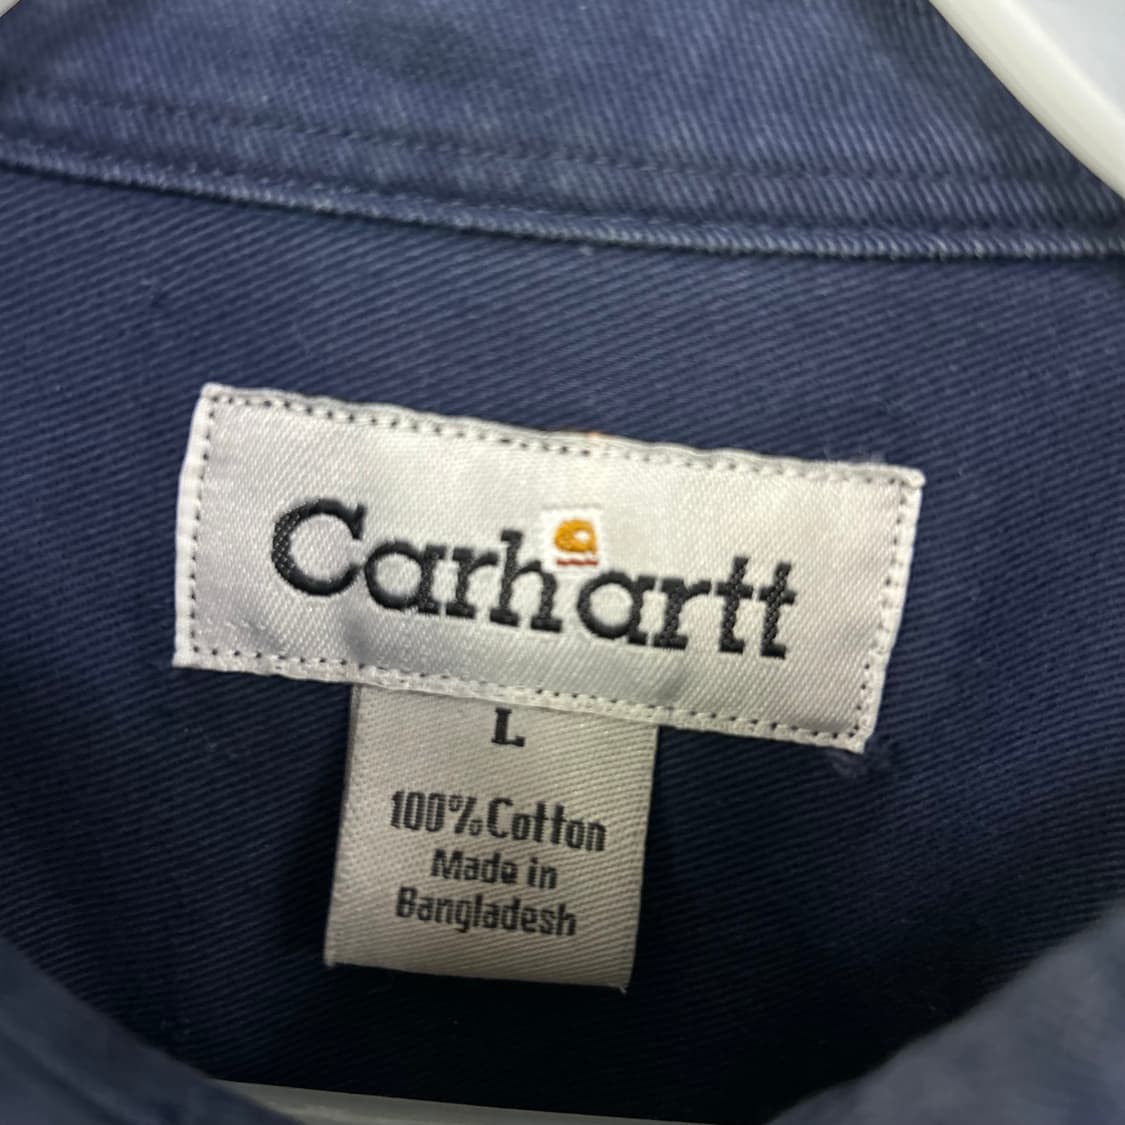 Carhartt
L
100% Cotton
Made in
Bangladesh